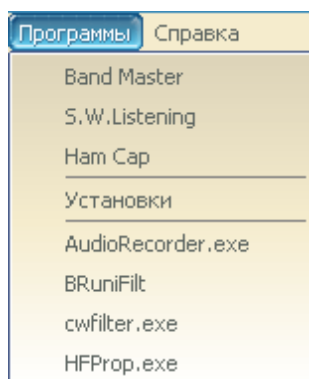 Программы Справка
Band Master
S.W.Listening
Ham Cap
Установки
AudioRecorder.exe
BRuniFilt
cwfilter.exe
HFProp.exe